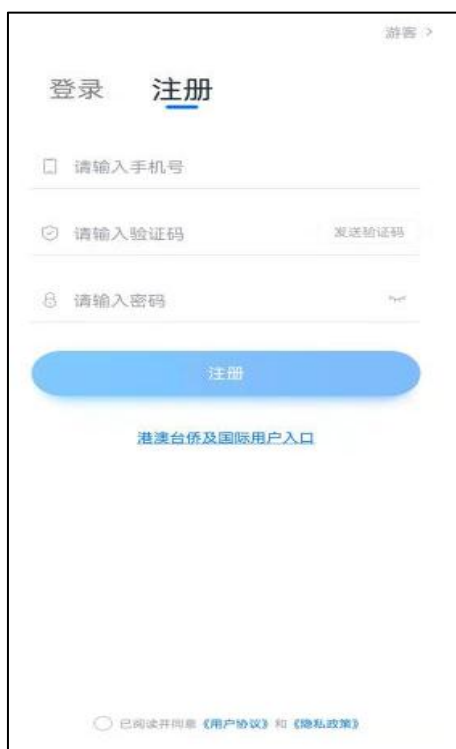 游客 >
登录 注册
请输入手机号
请输入验证码 发送验证码
请输入密码
注册
港澳台侨及国际用户入口
已阅读并同意《用户协议》和《隐私政策》